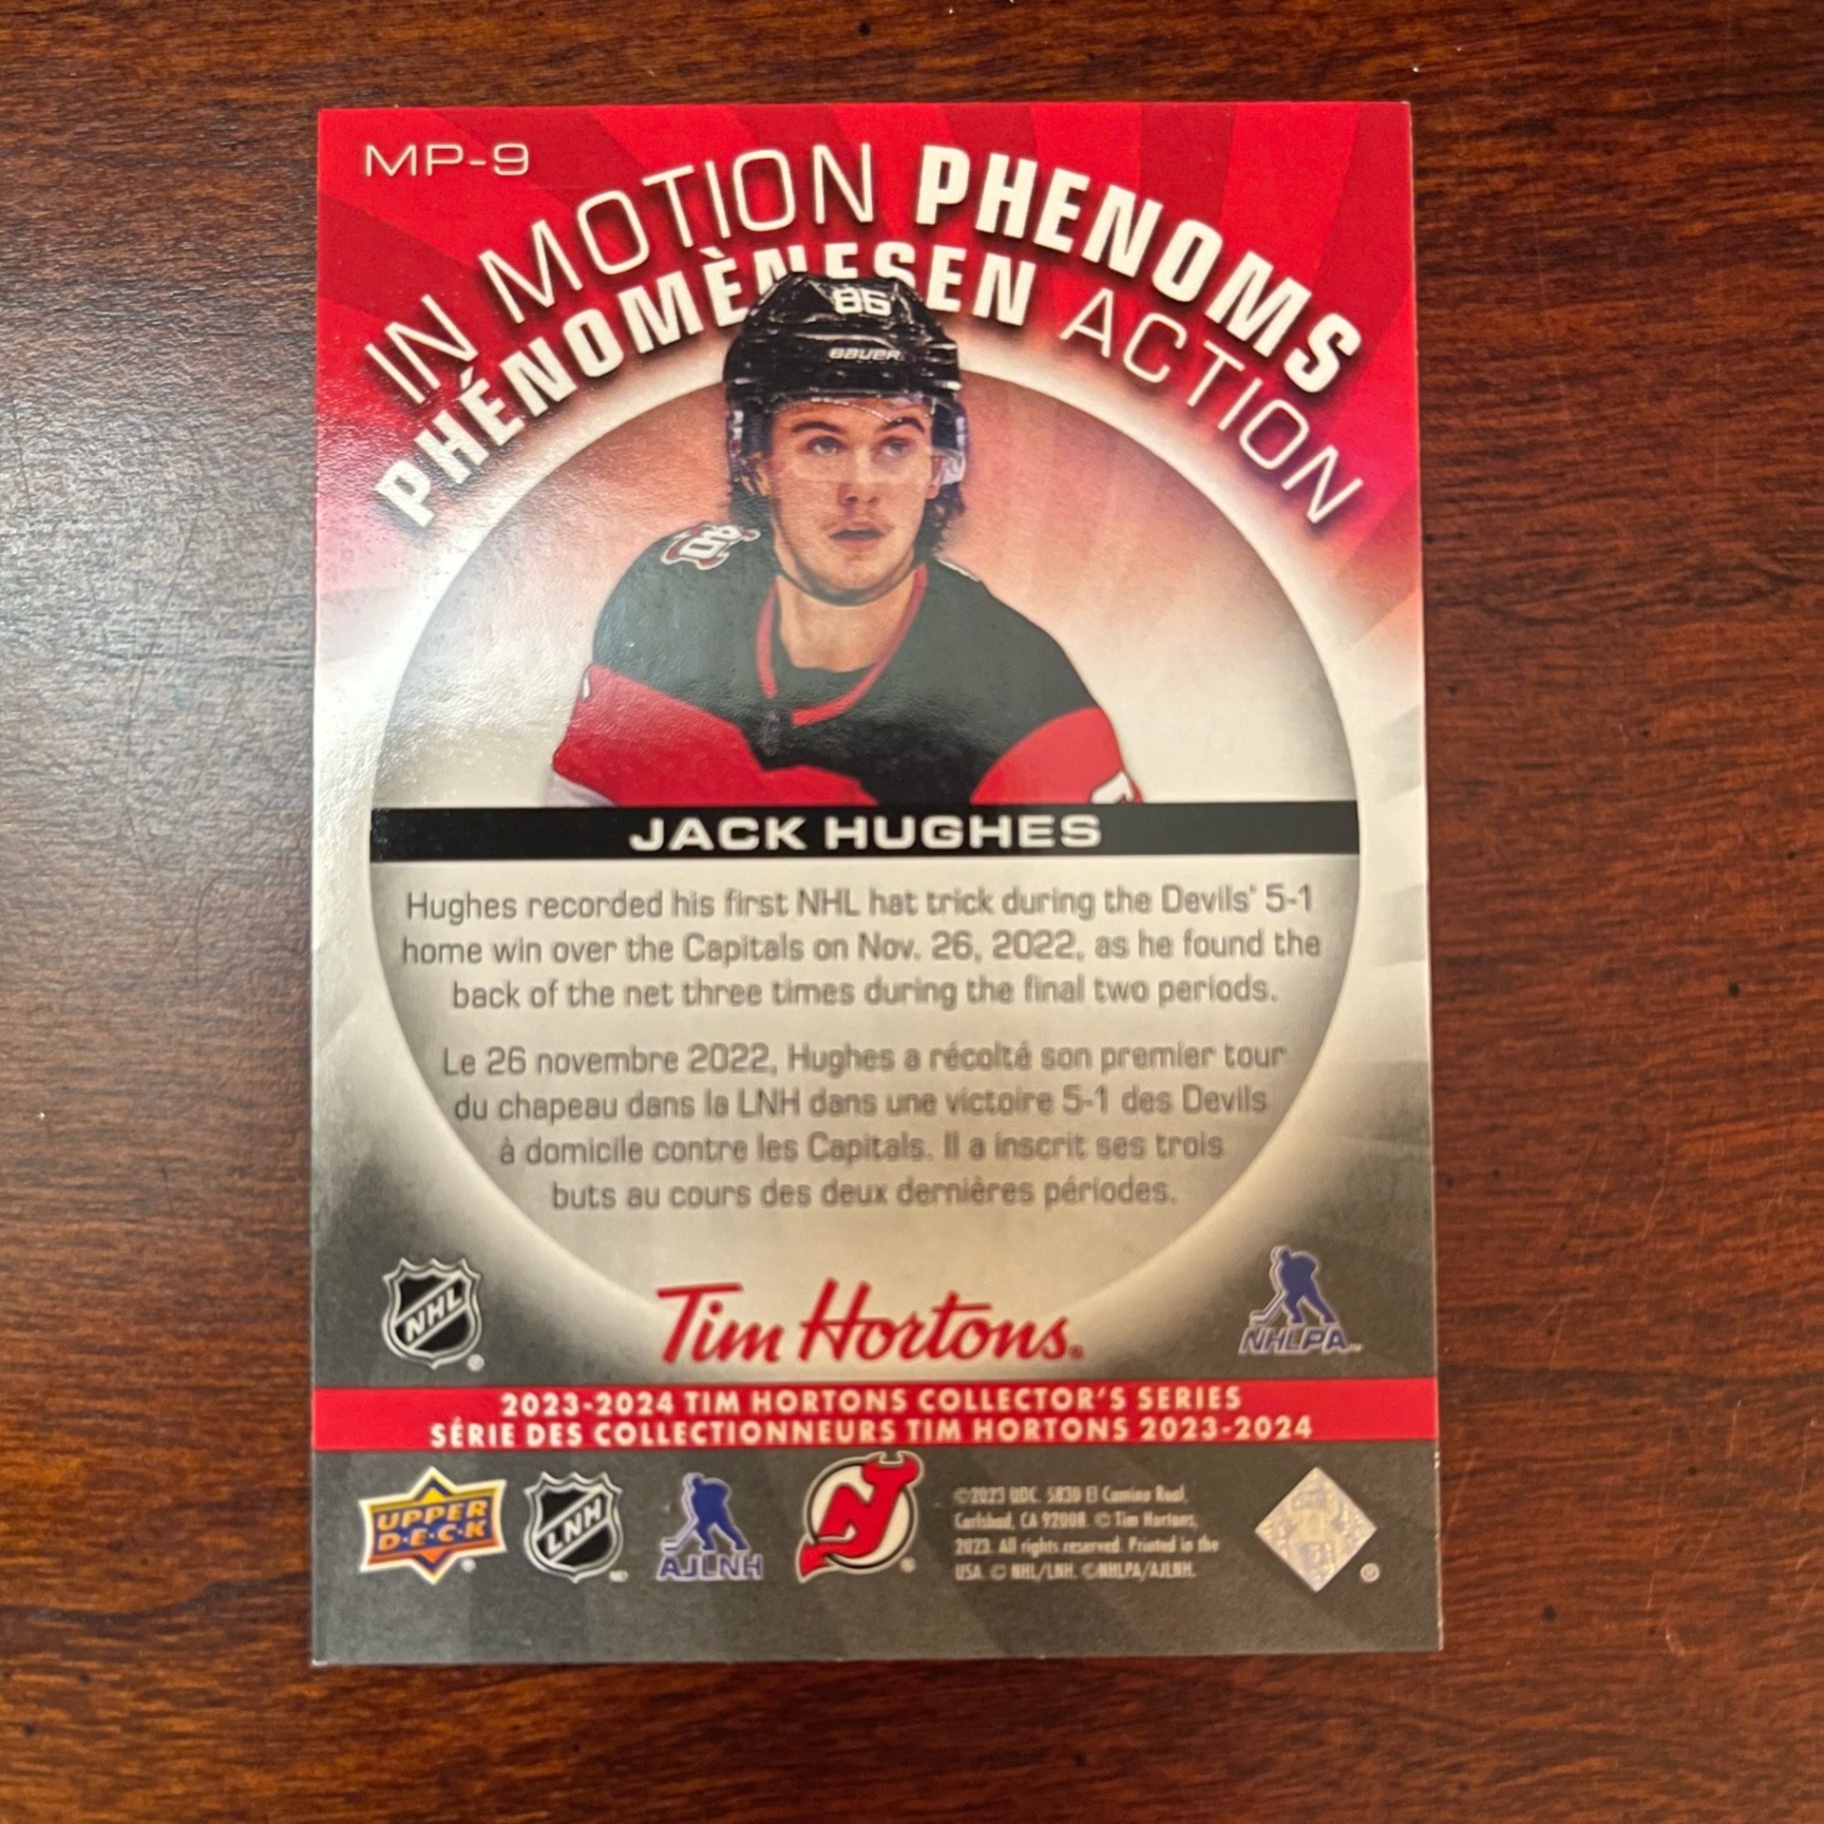 MP-9
IN MOTION PHENOMS
PHÉNOMÈNES EN ACTION
86
BAUER
JACK HUGHES
Hughes recorded his first NHL hat trick during the Devils' 5-1
home win over the Capitals on Nov. 26, 2022, as he found the
back of the net three times during the final two periods.
Le 26 novembre 2022, Hughes a récolté son premier tour
du chapeau dans la LNH dans une victoire 5-1 des Devils
à domicile contre les Capitals. Il a inscrit ses trois
buts au cours des deux dernières périodes.
NHL
Tim Hortons.
NHLPA
2023-2024 TIM HORTONS COLLECTOR'S SERIES
SÉRIE DES COLLECTIONNEURS TIM HORTONS 2023-2024
UPPER
D·E·C·K
LNH
AJLNH
©2023 UDC. 5830 El Camino Real,
Carlsbad, CA 92008. © Tim Hortons,
2023. All rights reserved. Printed in the
USA. © NHL/LNH. ©NHLPA/AJLNH.